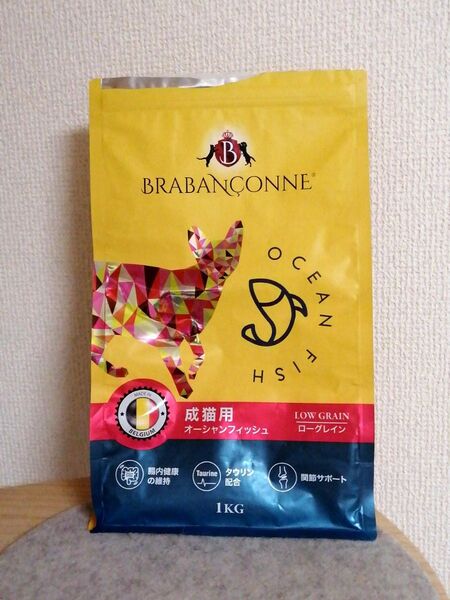 B
BRABANÇONNE®
OCEAN FISH
MADE IN
BELGIUM
成猫用
オーシャンフィッシュ
LOW GRAIN
ローグレイン
腸内健康
の維持
Taurine
タウリン
配合
関節サポート
1KG